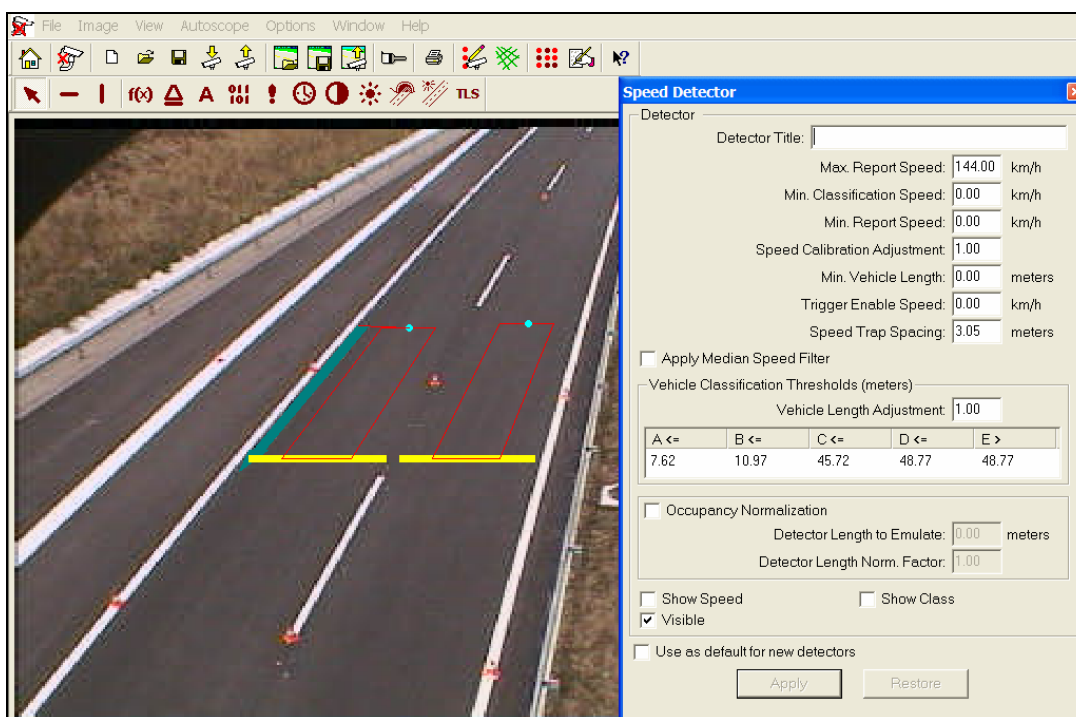 File Image View Autoscope Options Window Help
f(x) A 011 101 ! TLS
Speed Detector
Detector
Detector Title:
Max. Report Speed: 144.00 km/h
Min. Classification Speed: 0.00 km/h
Min. Report Speed: 0.00 km/h
Speed Calibration Adjustment: 1.00
Min. Vehicle Length: 0.00 meters
Trigger Enable Speed: 0.00 km/h
Speed Trap Spacing: 3.05 meters
Apply Median Speed Filter
Vehicle Classification Thresholds (meters)
Vehicle Length Adjustment: 1.00
A <= B <= C <= D <= E >
7.62 10.97 45.72 48.77 48.77
Occupancy Normalization
Detector Length to Emulate: 0.00 meters
Detector Length Norm. Factor: 1.00
Show Speed Show Class
Visible
Use as default for new detectors
Apply Restore